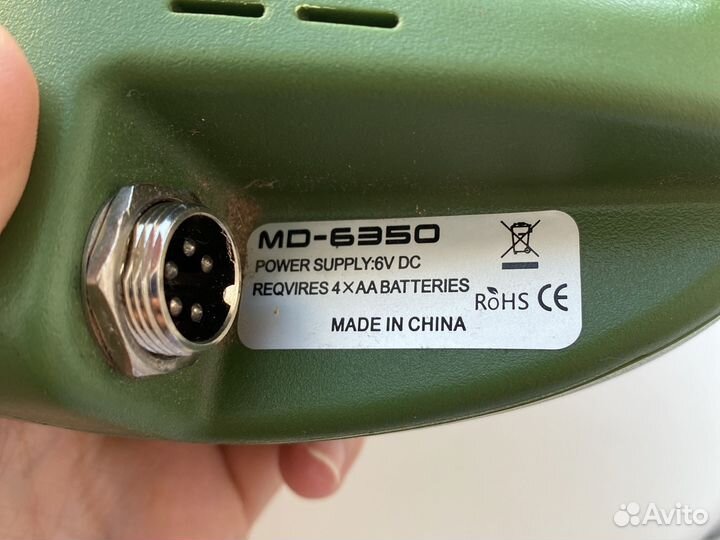 MD-6350
POWER SUPPLY:6V DC
REQVIRES 4×AA BATTERIES
RoHS CE
MADE IN CHINA
Avito